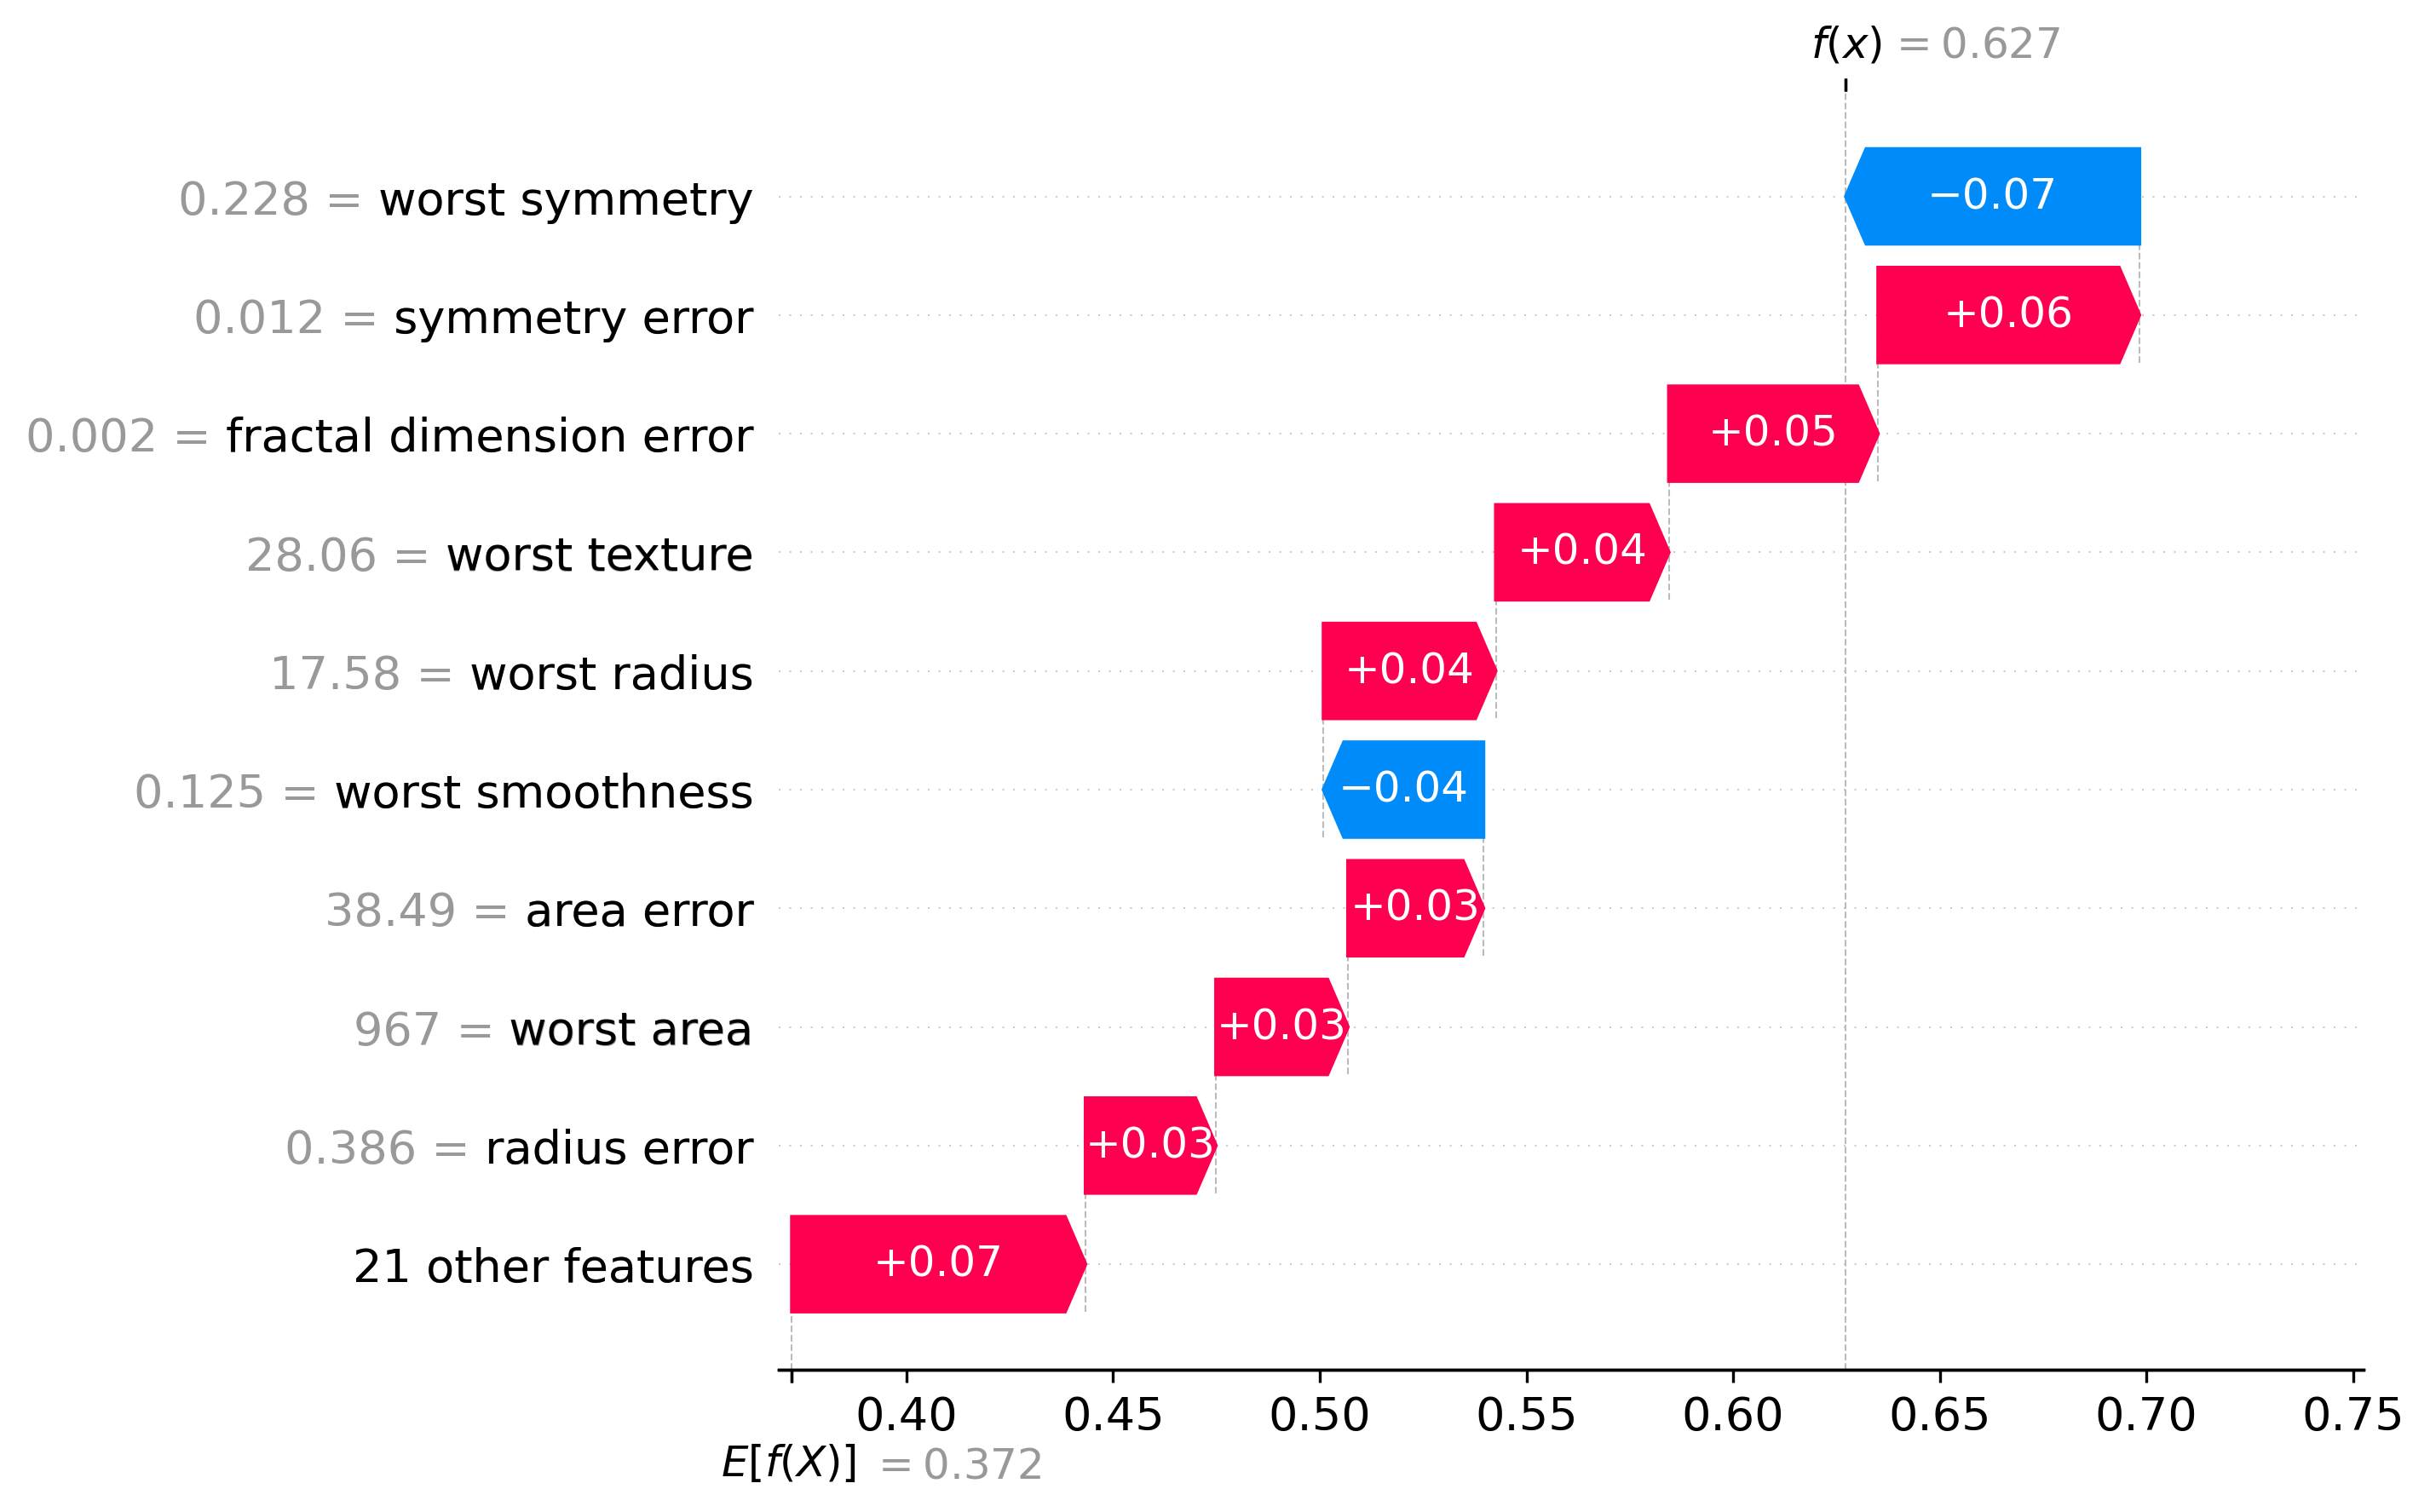 f(x) = 0.627
0.228 = worst symmetry −0.07
0.012 = symmetry error +0.06
0.002 = fractal dimension error +0.05
28.06 = worst texture +0.04
17.58 = worst radius +0.04
0.125 = worst smoothness −0.04
38.49 = area error +0.03
967 = worst area +0.03
0.386 = radius error +0.03
21 other features +0.07
0.40 0.45 0.50 0.55 0.60 0.65 0.70 0.75
E[f(X)] = 0.372